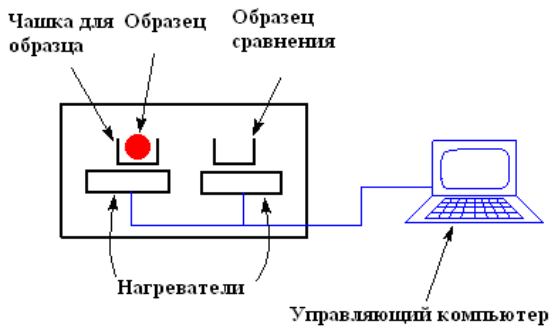 Чашка для
образца
Образец
Образец
сравнения
Нагреватели
Управляющий компьютер